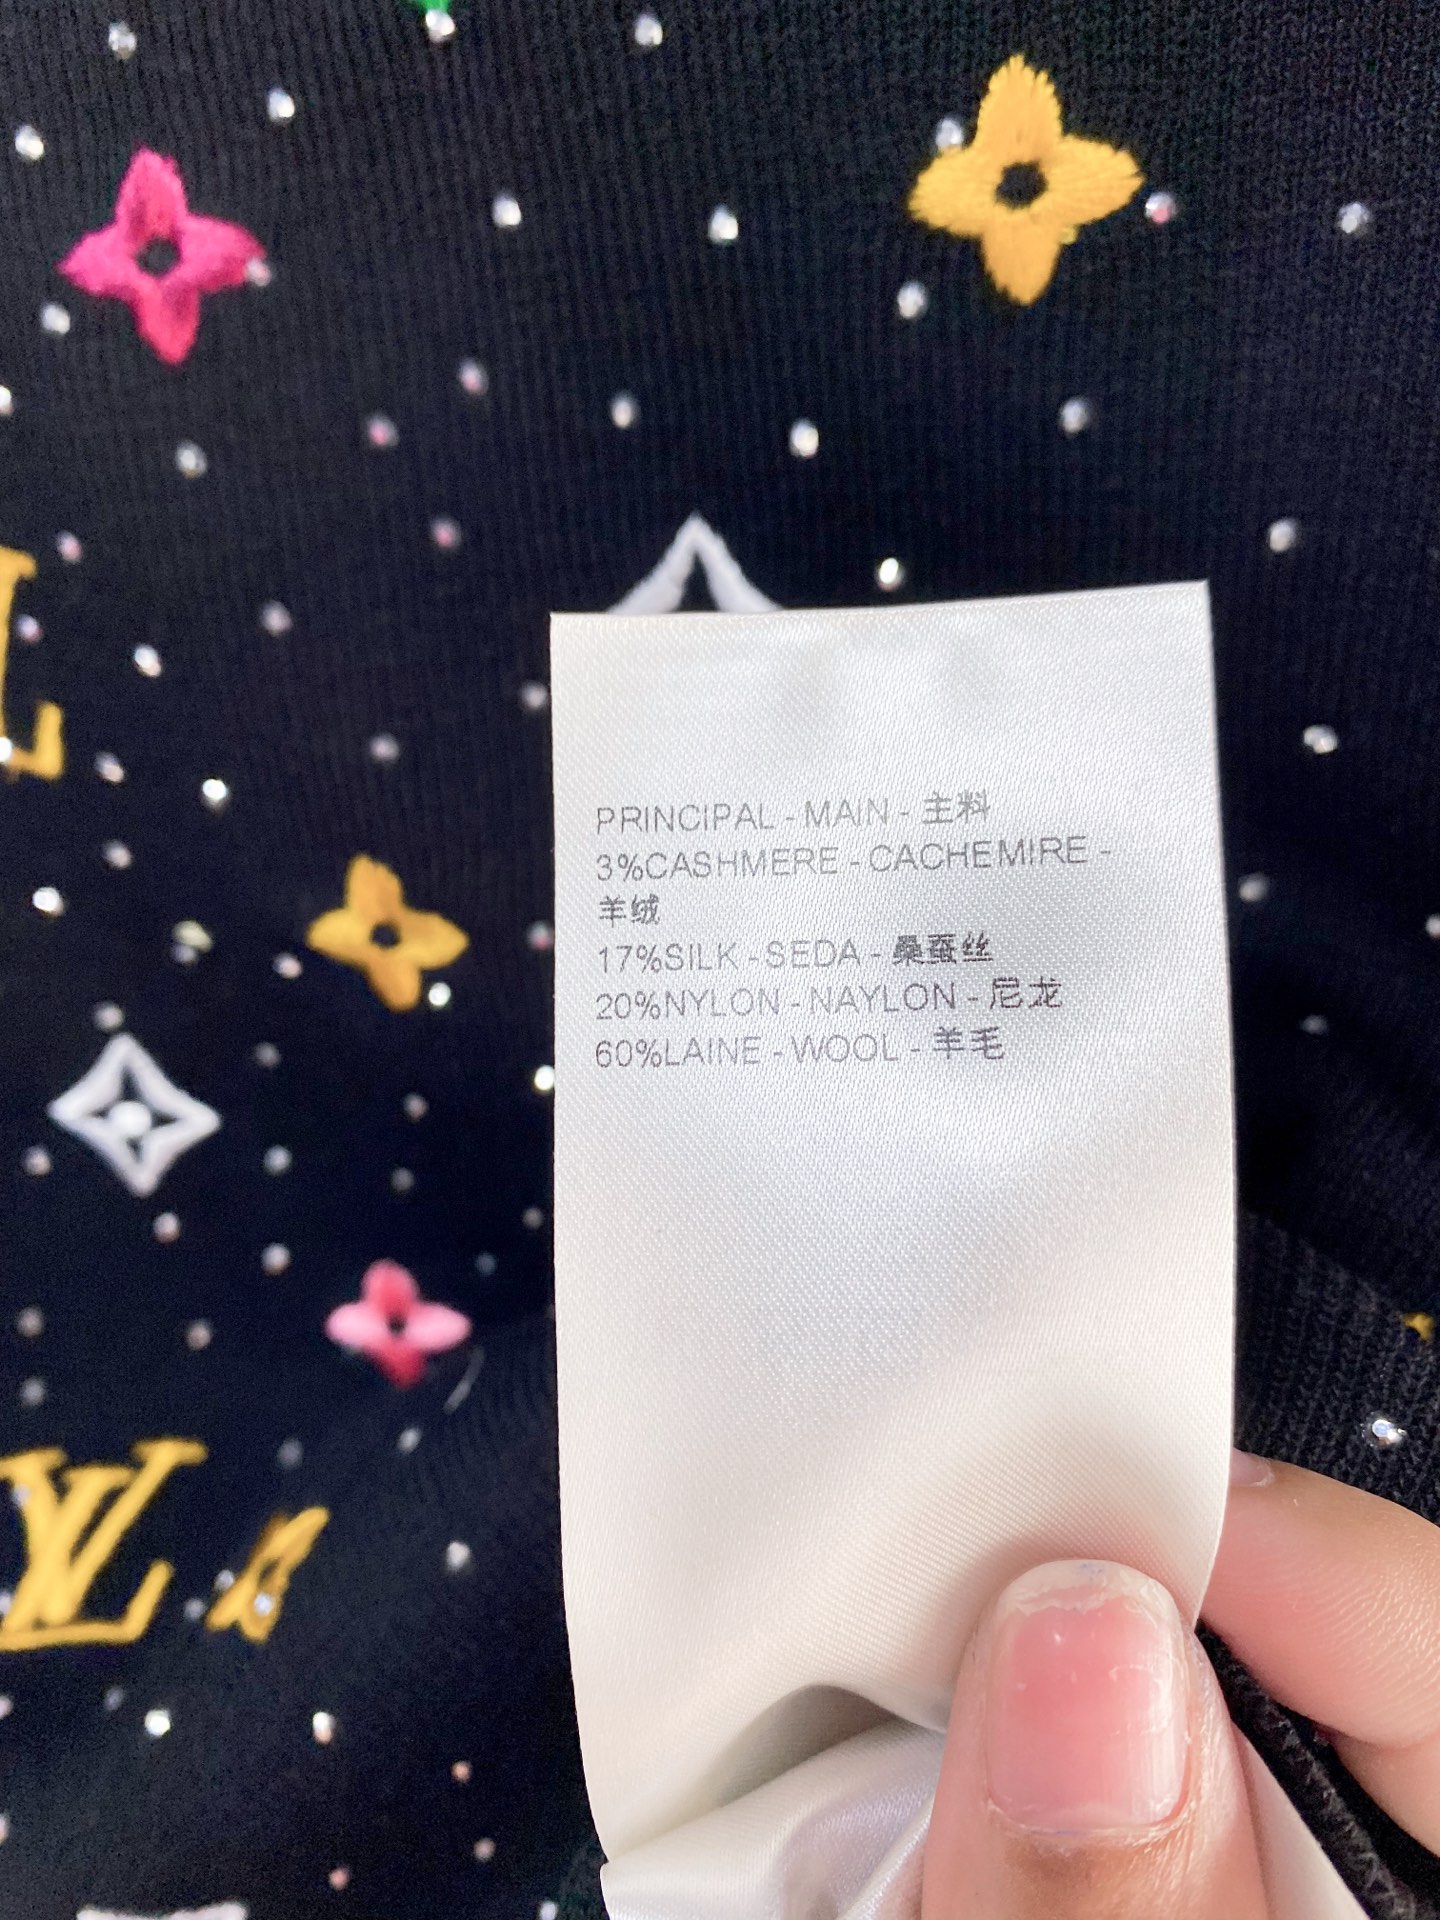 PRINCIPAL - MAIN - 主料
3%CASHMERE - CACHEMIRE -
羊绒
17%SILK - SEDA - 桑蚕丝
20%NYLON - NAYLON - 尼龙
60%LAINE - WOOL - 羊毛
L
LV